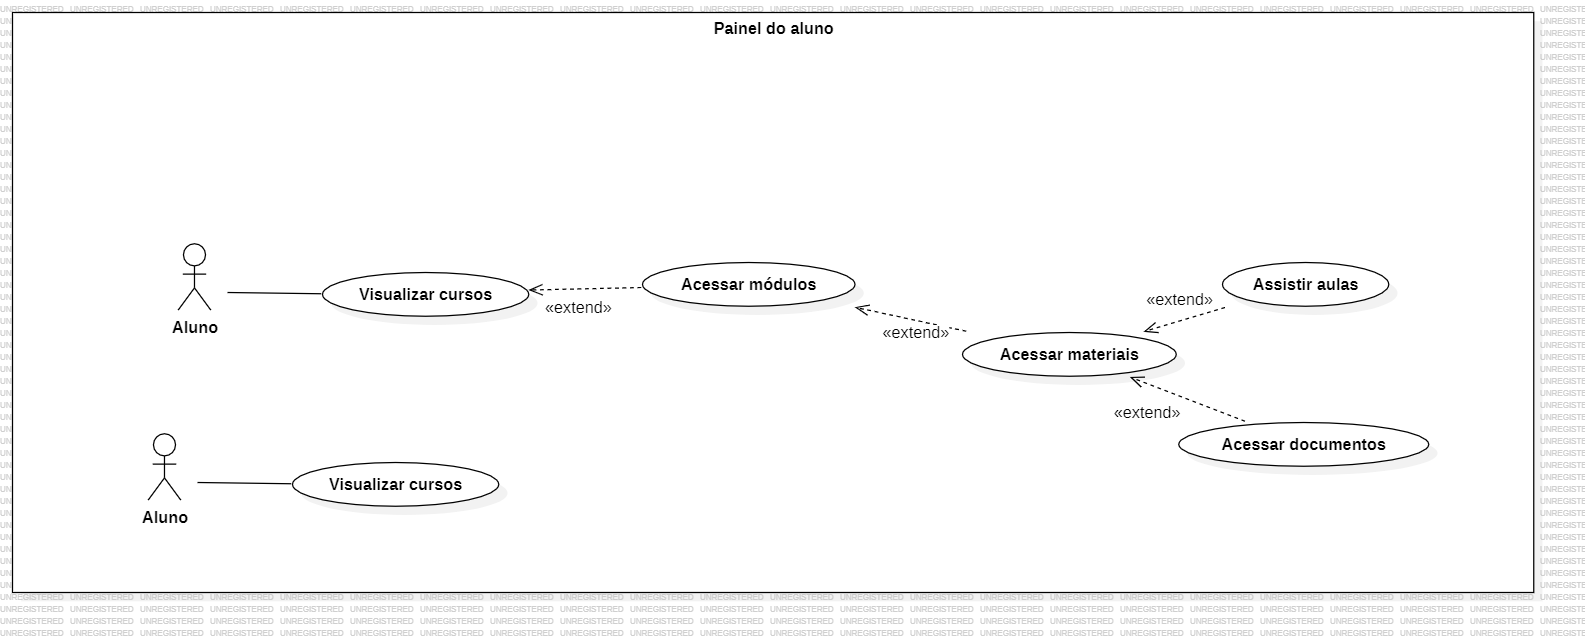 Painel do aluno
Aluno
Visualizar cursos
«extend»
Acessar módulos
«extend»
Acessar materiais
«extend»
Assistir aulas
«extend»
Acessar documentos
Aluno
Visualizar cursos
UNREGISTERED